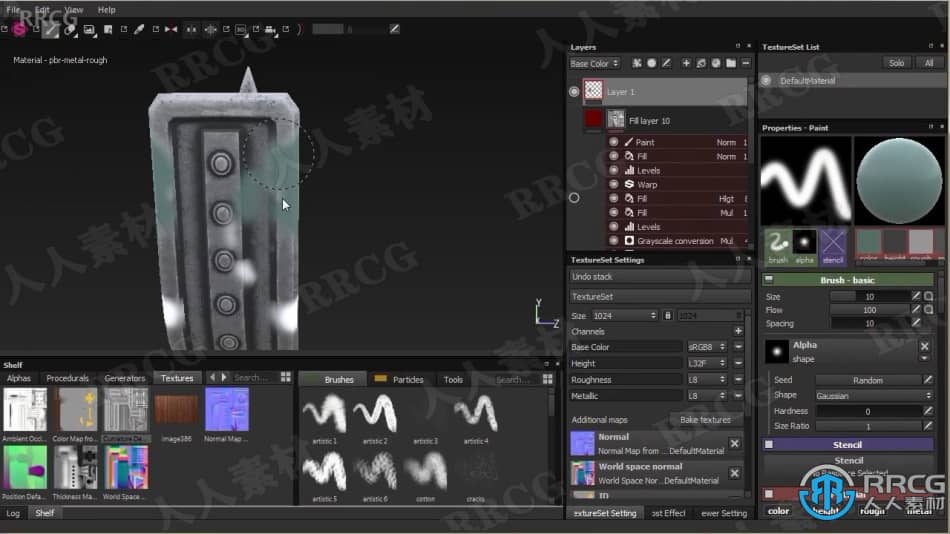 File Edit View Help
RRCG
Material - pbr-metal-rough
Layers
Base Color
Layer 1
Fill layer 10
Paint Norm 1
Fill Norm 1
Levels
Warp
Fill Hlgt 8
Fill Mul 1
Levels
Grayscale conversion Mul
TextureSet Settings
Undo stack
TextureSet
Size 1024 1024
Channels
Base Color sRGB8
Height L32F
Roughness L8
Metallic L8
Additional maps Bake textures
Normal
Normal Map from ... DefaultMaterial
World space normal
World Space Nor...DefaultMaterial
ID
extureSet Setting ost Effect ewer Setting
TextureSet List
Solo All
DefaultMaterial
Properties - Paint
brush alpha stencil color height rough
Brush - basic
Size 10
Flow 100
Spacing 10
Alpha
shape
Seed Random
Shape Gaussian
Hardness 0
Size Ratio 1
Stencil
Stencil
No Resource Selected
color height rough metal
Shelf
Alphas Procedurals Generators Textures Search...
Ambient Occl... Color Map fro... Curvature De... image386 Normal Map ...
Position Defa... Thickness Ma... World Space ...
Brushes Particles Tools Search...
artistic 1 artistic 2 artistic 3 artistic 4
artistic 5 artistic 6 cotton cracks
Log Shelf
Y
Z
RRCG
人人素材